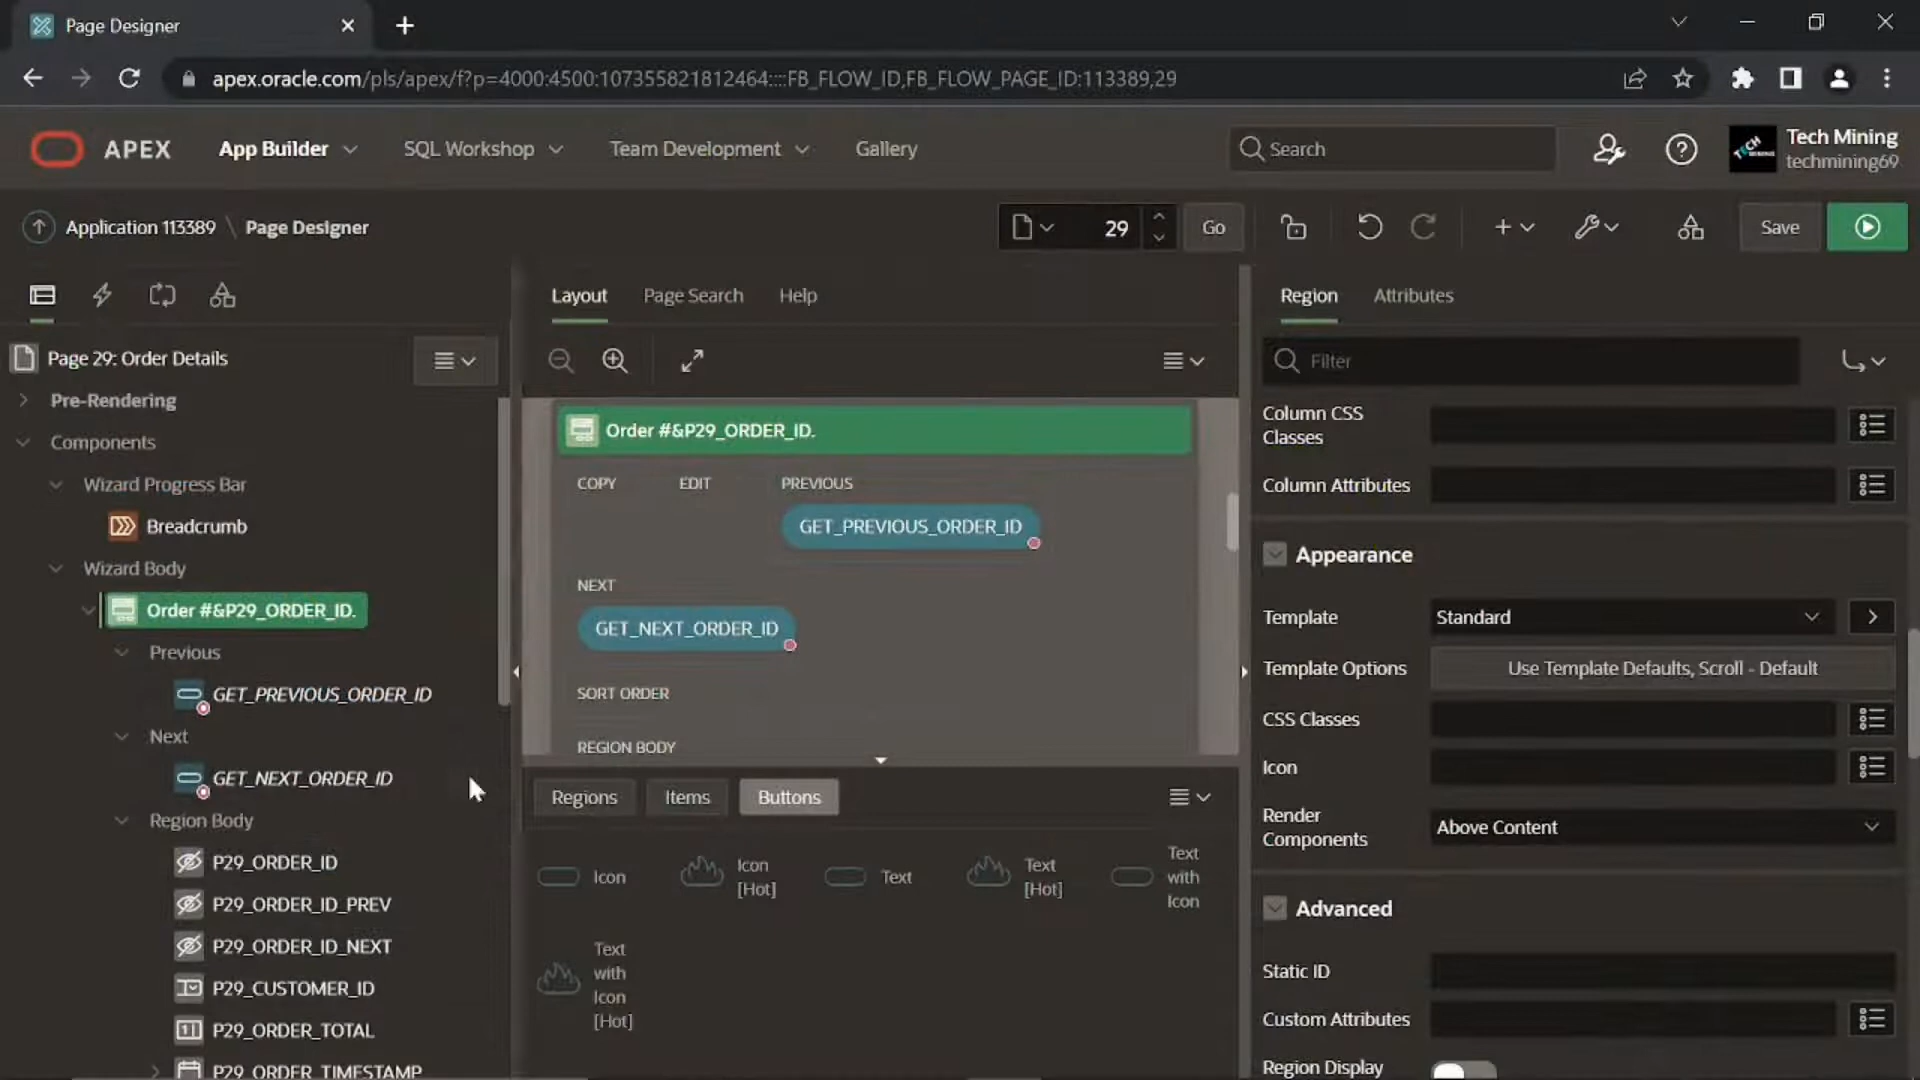 Page Designer
apex.oracle.com/pls/apex/f?p=4000:4500:107355821812464::::FB_FLOW_ID,FB_FLOW_PAGE_ID:113389,29
APEX
App Builder
SQL Workshop
Team Development
Gallery
Search
Tech Mining
techmining69
Application 113389 \ Page Designer
29
Go
Save
Page 29: Order Details
Pre-Rendering
Components
Wizard Progress Bar
Breadcrumb
Wizard Body
Order #&P29_ORDER_ID.
Previous
GET_PREVIOUS_ORDER_ID
Next
GET_NEXT_ORDER_ID
Region Body
P29_ORDER_ID
P29_ORDER_ID_PREV
P29_ORDER_ID_NEXT
P29_CUSTOMER_ID
P29_ORDER_TOTAL
P29_ORDER_TIMESTAMP
Layout
Page Search
Help
Order #&P29_ORDER_ID.
COPY
EDIT
PREVIOUS
GET_PREVIOUS_ORDER_ID
NEXT
GET_NEXT_ORDER_ID
SORT ORDER
REGION BODY
Regions
Items
Buttons
Icon
Icon
[Hot]
Text
Text
[Hot]
Text
with
Icon
Text
with
Icon
[Hot]
Region
Attributes
Filter
Column CSS
Classes
Column Attributes
Appearance
Template
Standard
Template Options
Use Template Defaults, Scroll - Default
CSS Classes
Icon
Render
Components
Above Content
Advanced
Static ID
Custom Attributes
Region Display